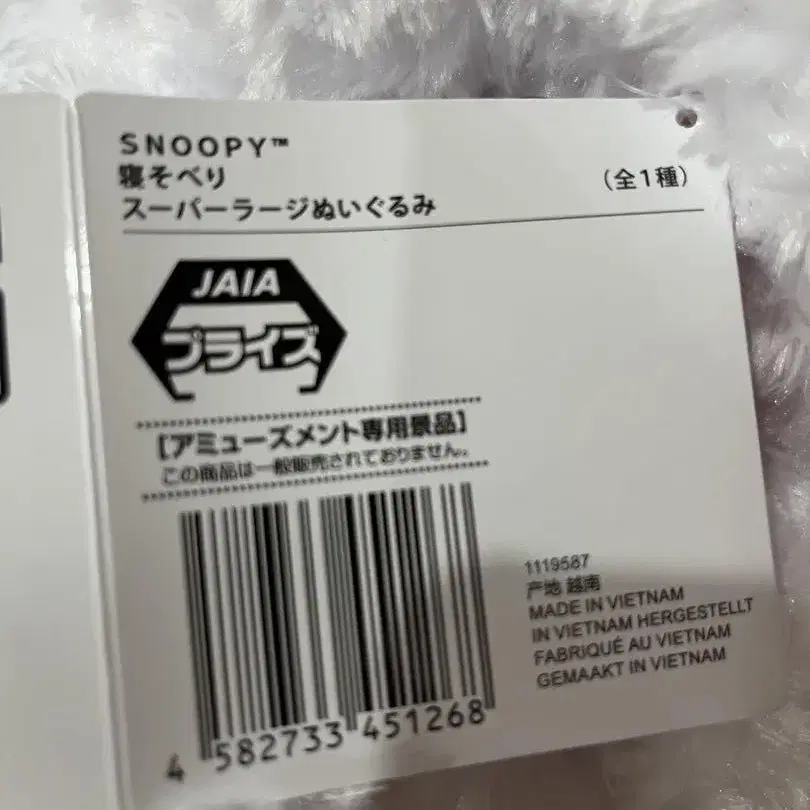 SNOOPY™
寝そべり
スーパーラージぬいぐるみ
（全1種）
JAIA
プライズ
[アミューズメント専用景品]
この商品は一般販売されておりません。
4 582733 451268
1119587
产地 越南
MADE IN VIETNAM
IN VIETNAM HERGESTELLT
FABRIQUÉ AU VIETNAM
GEMAAKT IN VIETNAM